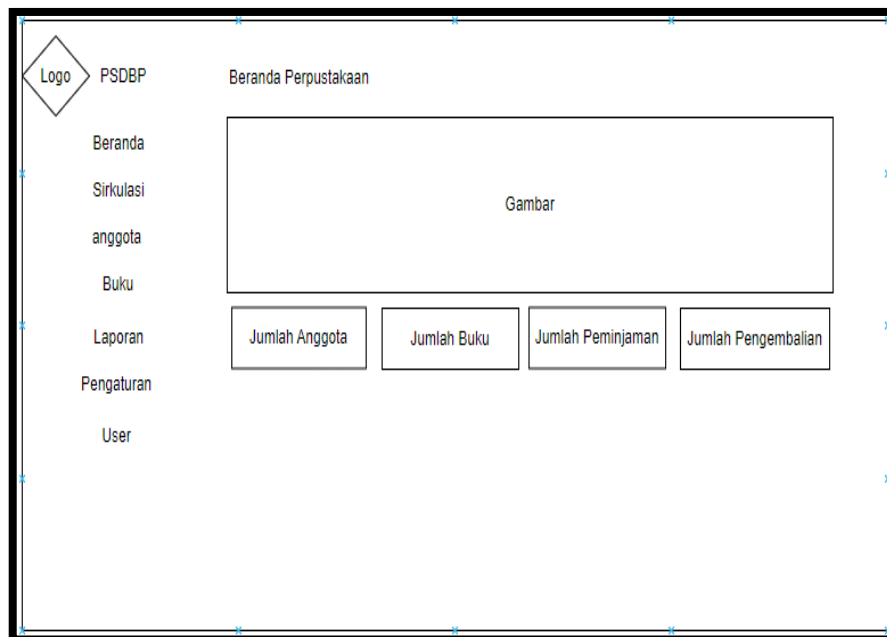 Logo
PSDBP
Beranda Perpustakaan
Beranda
Sirkulasi
anggota
Buku
Laporan
Pengaturan
User
Gambar
Jumlah Anggota
Jumlah Buku
Jumlah Peminjaman
Jumlah Pengembalian